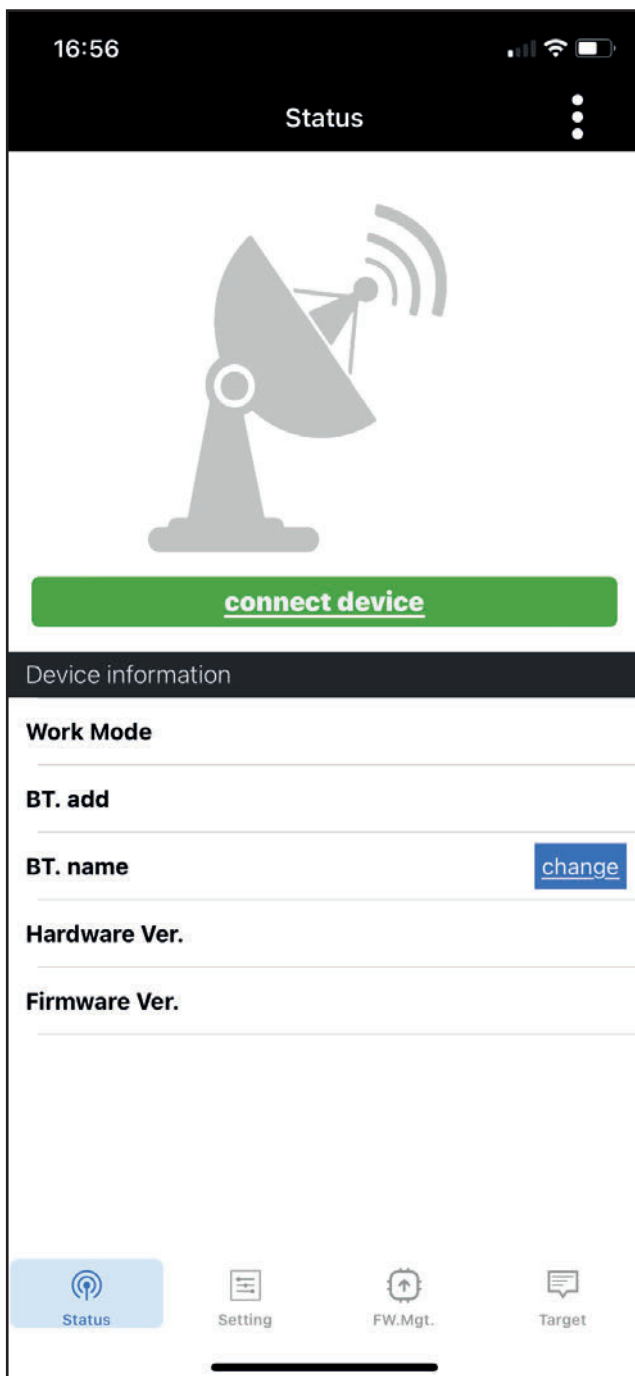 16:56
Status
connect device
Device information
Work Mode
BT. add
BT. name
change
Hardware Ver.
Firmware Ver.
Status
Setting
FW.Mgt.
Target